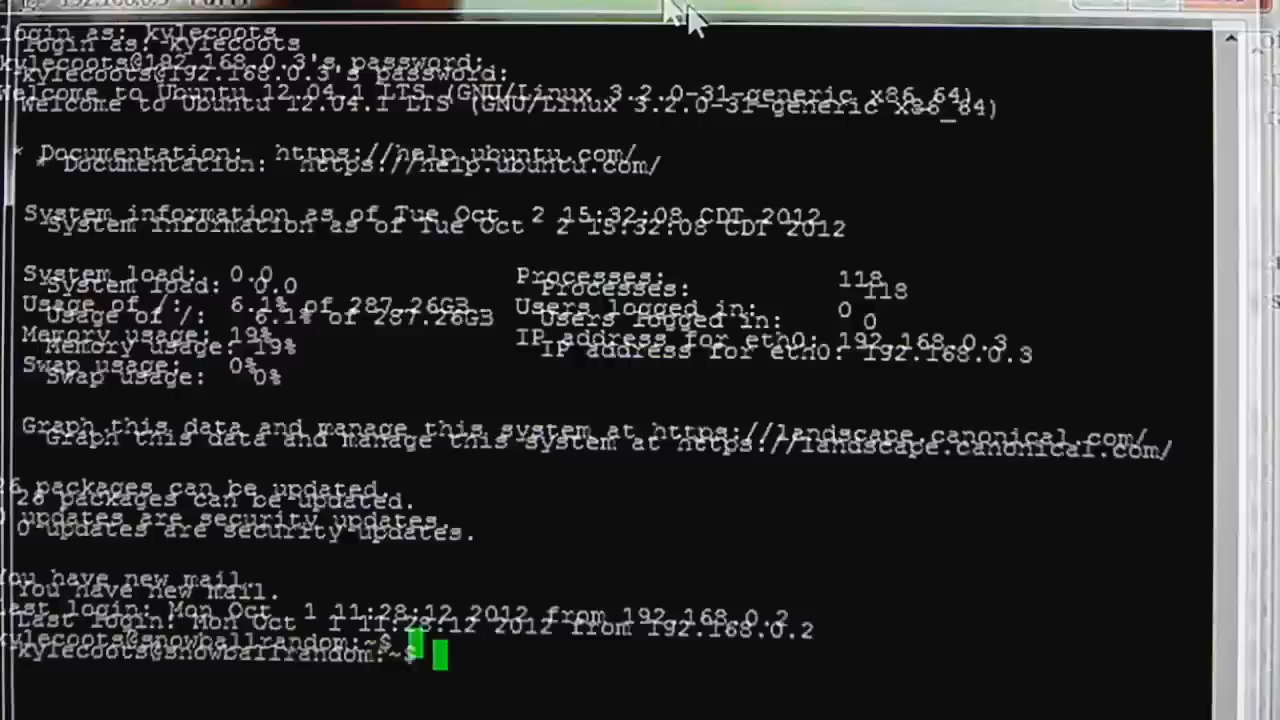 192.168.0.3 - PuTTY
login as: kylecoots
kylecoots@192.168.0.3's password:
Welcome to Ubuntu 12.04.1 LTS (GNU/Linux 3.2.0-31-generic x86_64)
* Documentation: https://help.ubuntu.com/
System information as of Tue Oct 2 15:32:08 CDT 2012
System load: 0.0 Processes: 118
Usage of /: 6.1% of 287.26GB Users logged in: 0
Memory usage: 19% IP address for eth0: 192.168.0.3
Swap usage: 0%
Graph this data and manage this system at https://landscape.canonical.com/
26 packages can be updated.
0 updates are security updates.
You have new mail.
Last login: Mon Oct 1 11:28:12 2012 from 192.168.0.2
kylecoots@snowballrandom:~$